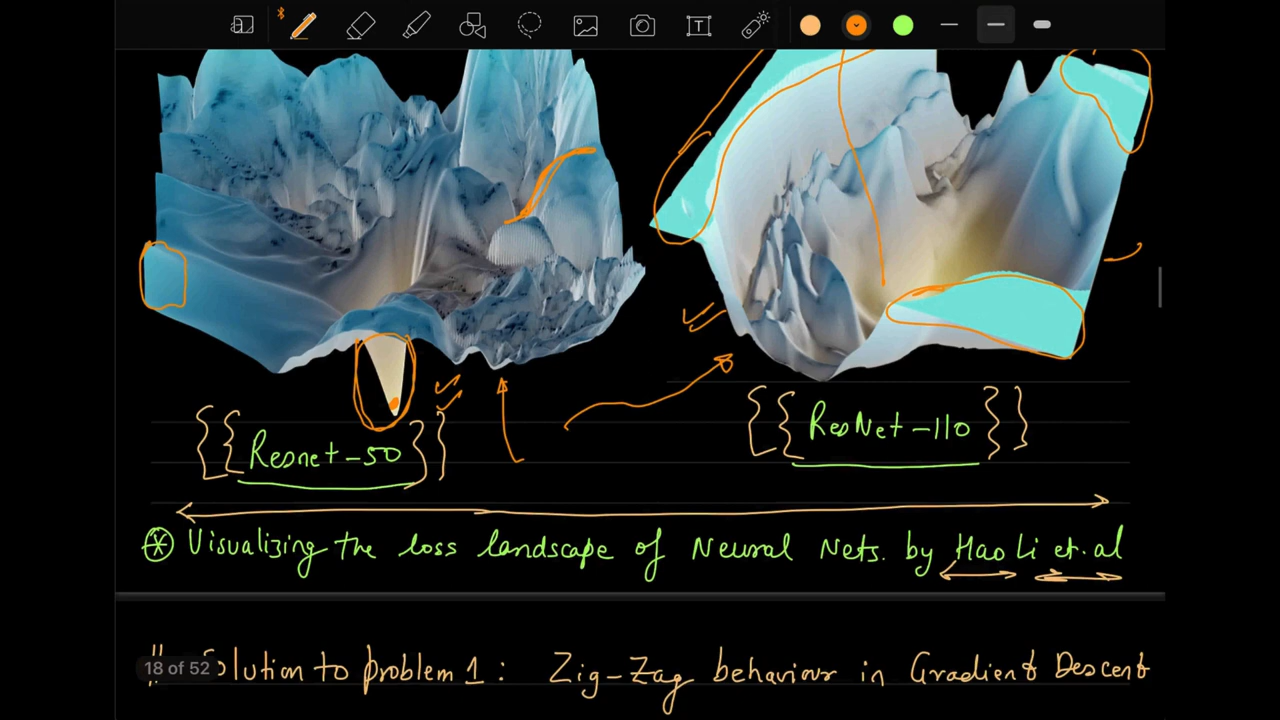 T
{{Resnet-50}}
{{ResNet-110}}
* Visualizing the loss landscape of Neural Nets. by Hao Li et.al
# Solution to problem 1: Zig-Zag behaviour in Gradient Descent
18 of 52